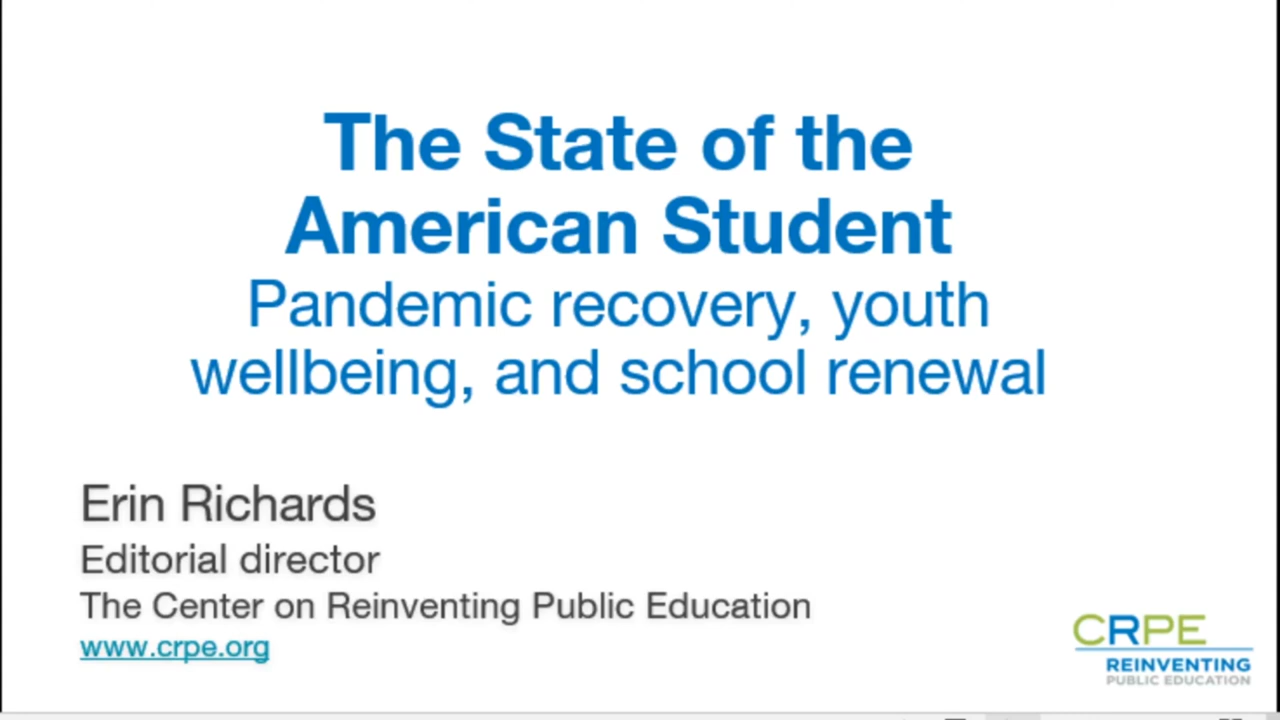 The State of the
American Student
Pandemic recovery, youth
wellbeing, and school renewal
Erin Richards
Editorial director
The Center on Reinventing Public Education
www.crpe.org
CRPE
REINVENTING
PUBLIC EDUCATION